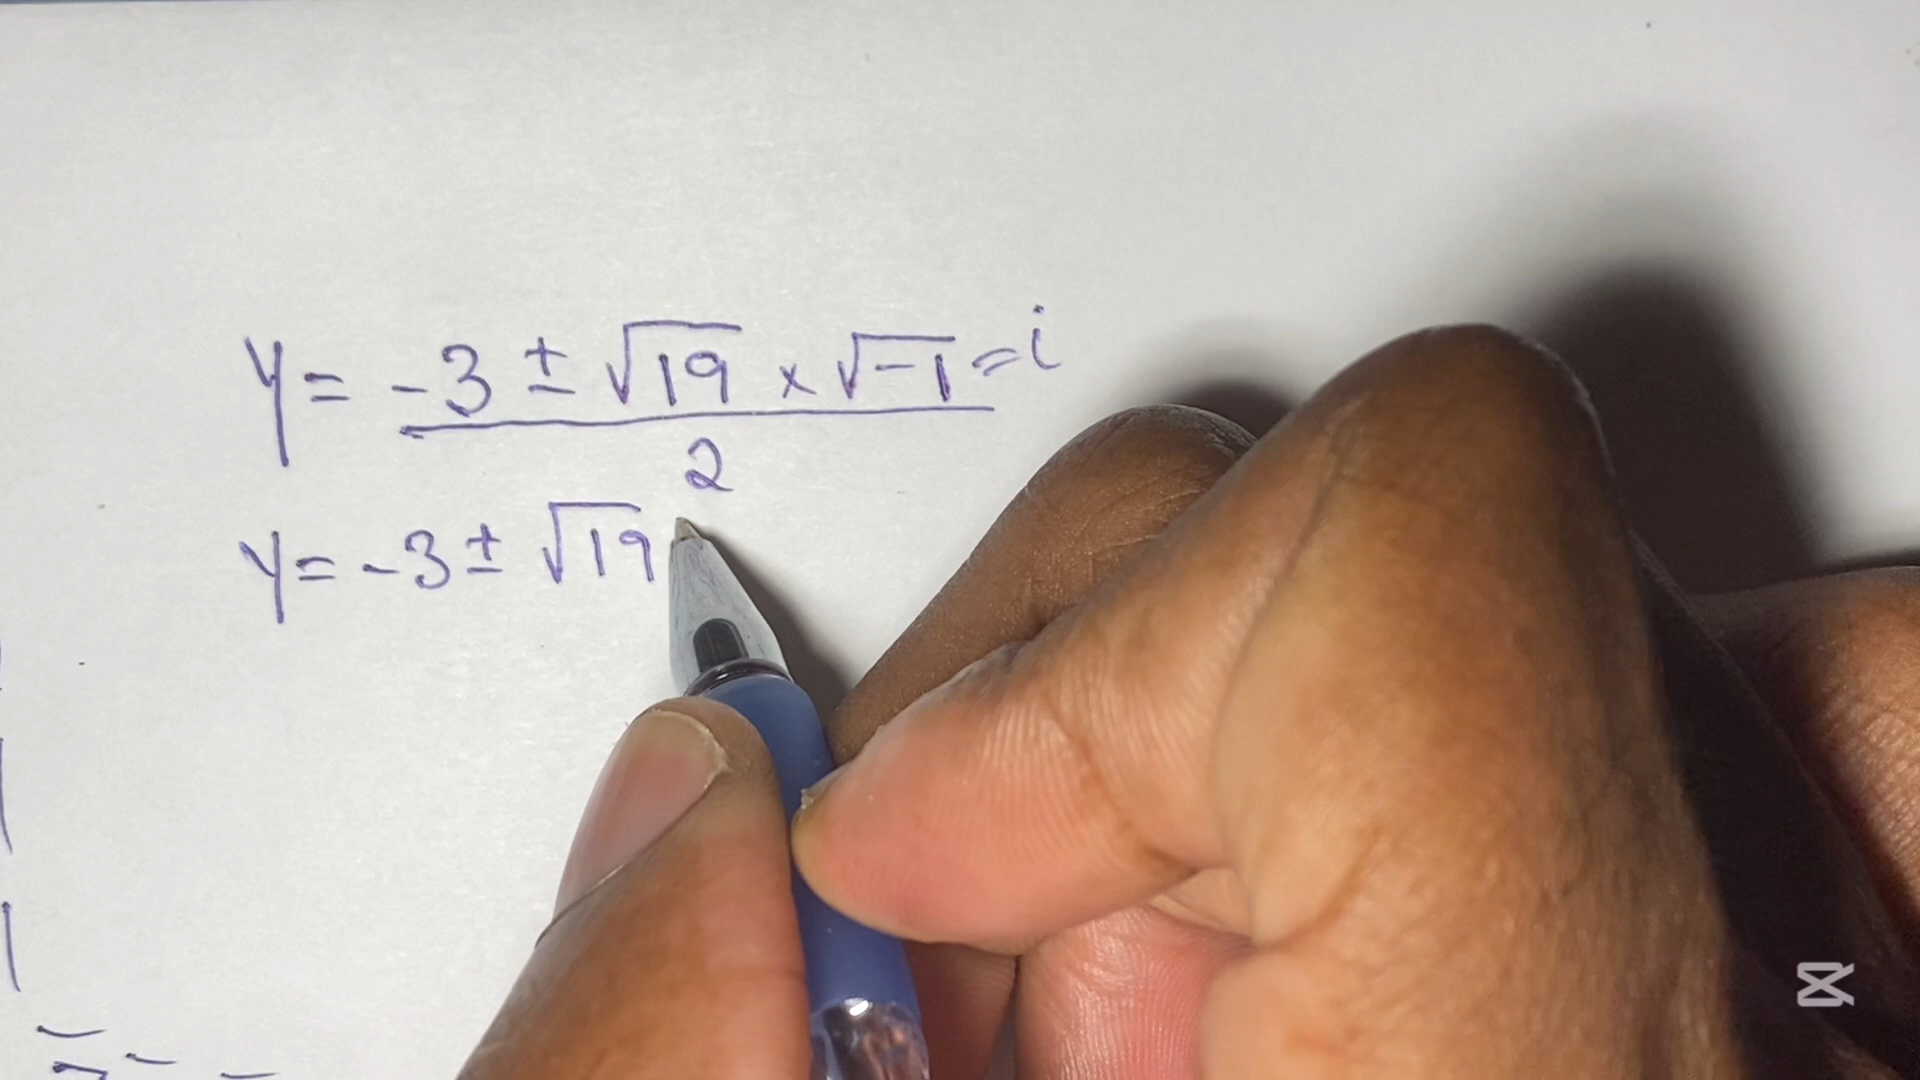 y = -3 ± √19 × √-1 = i
2
y = -3 ± √19